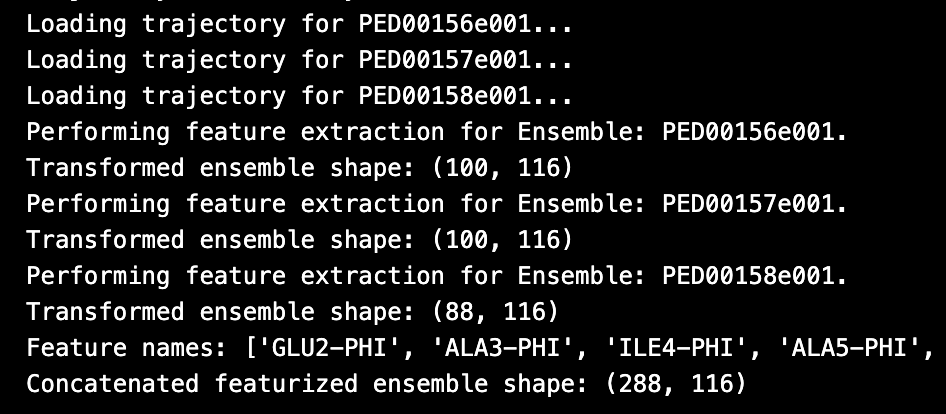 Loading trajectory for PED00156e001...
Loading trajectory for PED00157e001...
Loading trajectory for PED00158e001...
Performing feature extraction for Ensemble: PED00156e001.
Transformed ensemble shape: (100, 116)
Performing feature extraction for Ensemble: PED00157e001.
Transformed ensemble shape: (100, 116)
Performing feature extraction for Ensemble: PED00158e001.
Transformed ensemble shape: (88, 116)
Feature names: ['GLU2-PHI', 'ALA3-PHI', 'ILE4-PHI', 'ALA5-PHI',
Concatenated featurized ensemble shape: (288, 116)